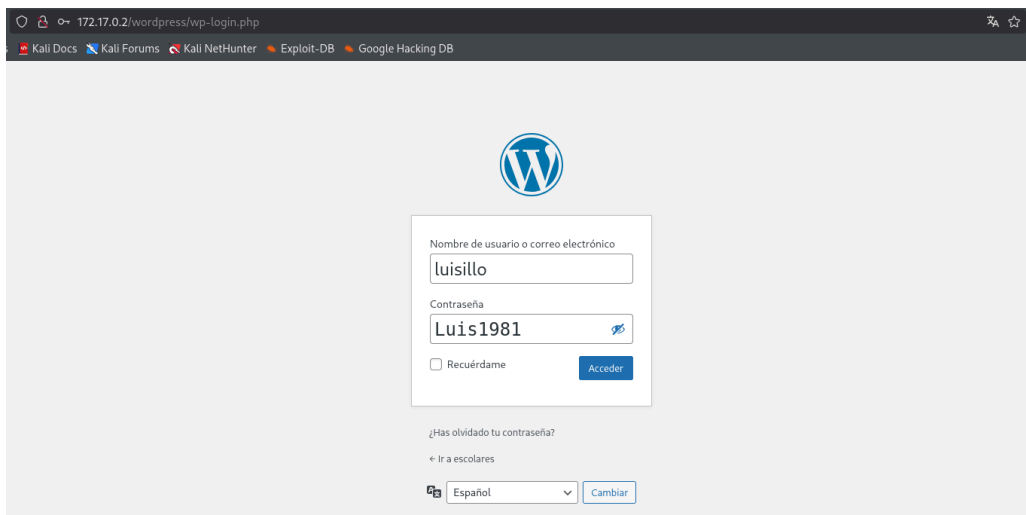 172.17.0.2/wordpress/wp-login.php
Kali Docs Kali Forums Kali NetHunter Exploit-DB Google Hacking DB
Nombre de usuario o correo electrónico
luisillo
Contraseña
Luis1981
Recuérdame Acceder
¿Has olvidado tu contraseña?
← Ir a escolares
Español Cambiar